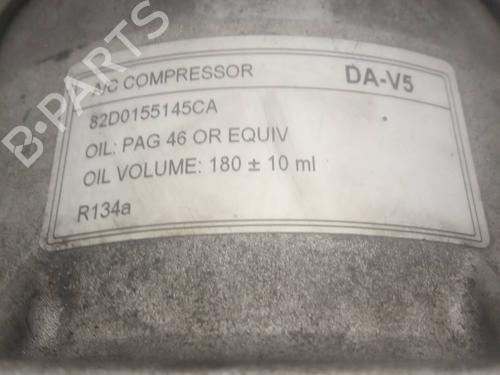 B-PARTS
A/C COMPRESSOR DA-V5
82D0155145CA
OIL: PAG 46 OR EQUIV
OIL VOLUME: 180 ± 10 ml
R134a